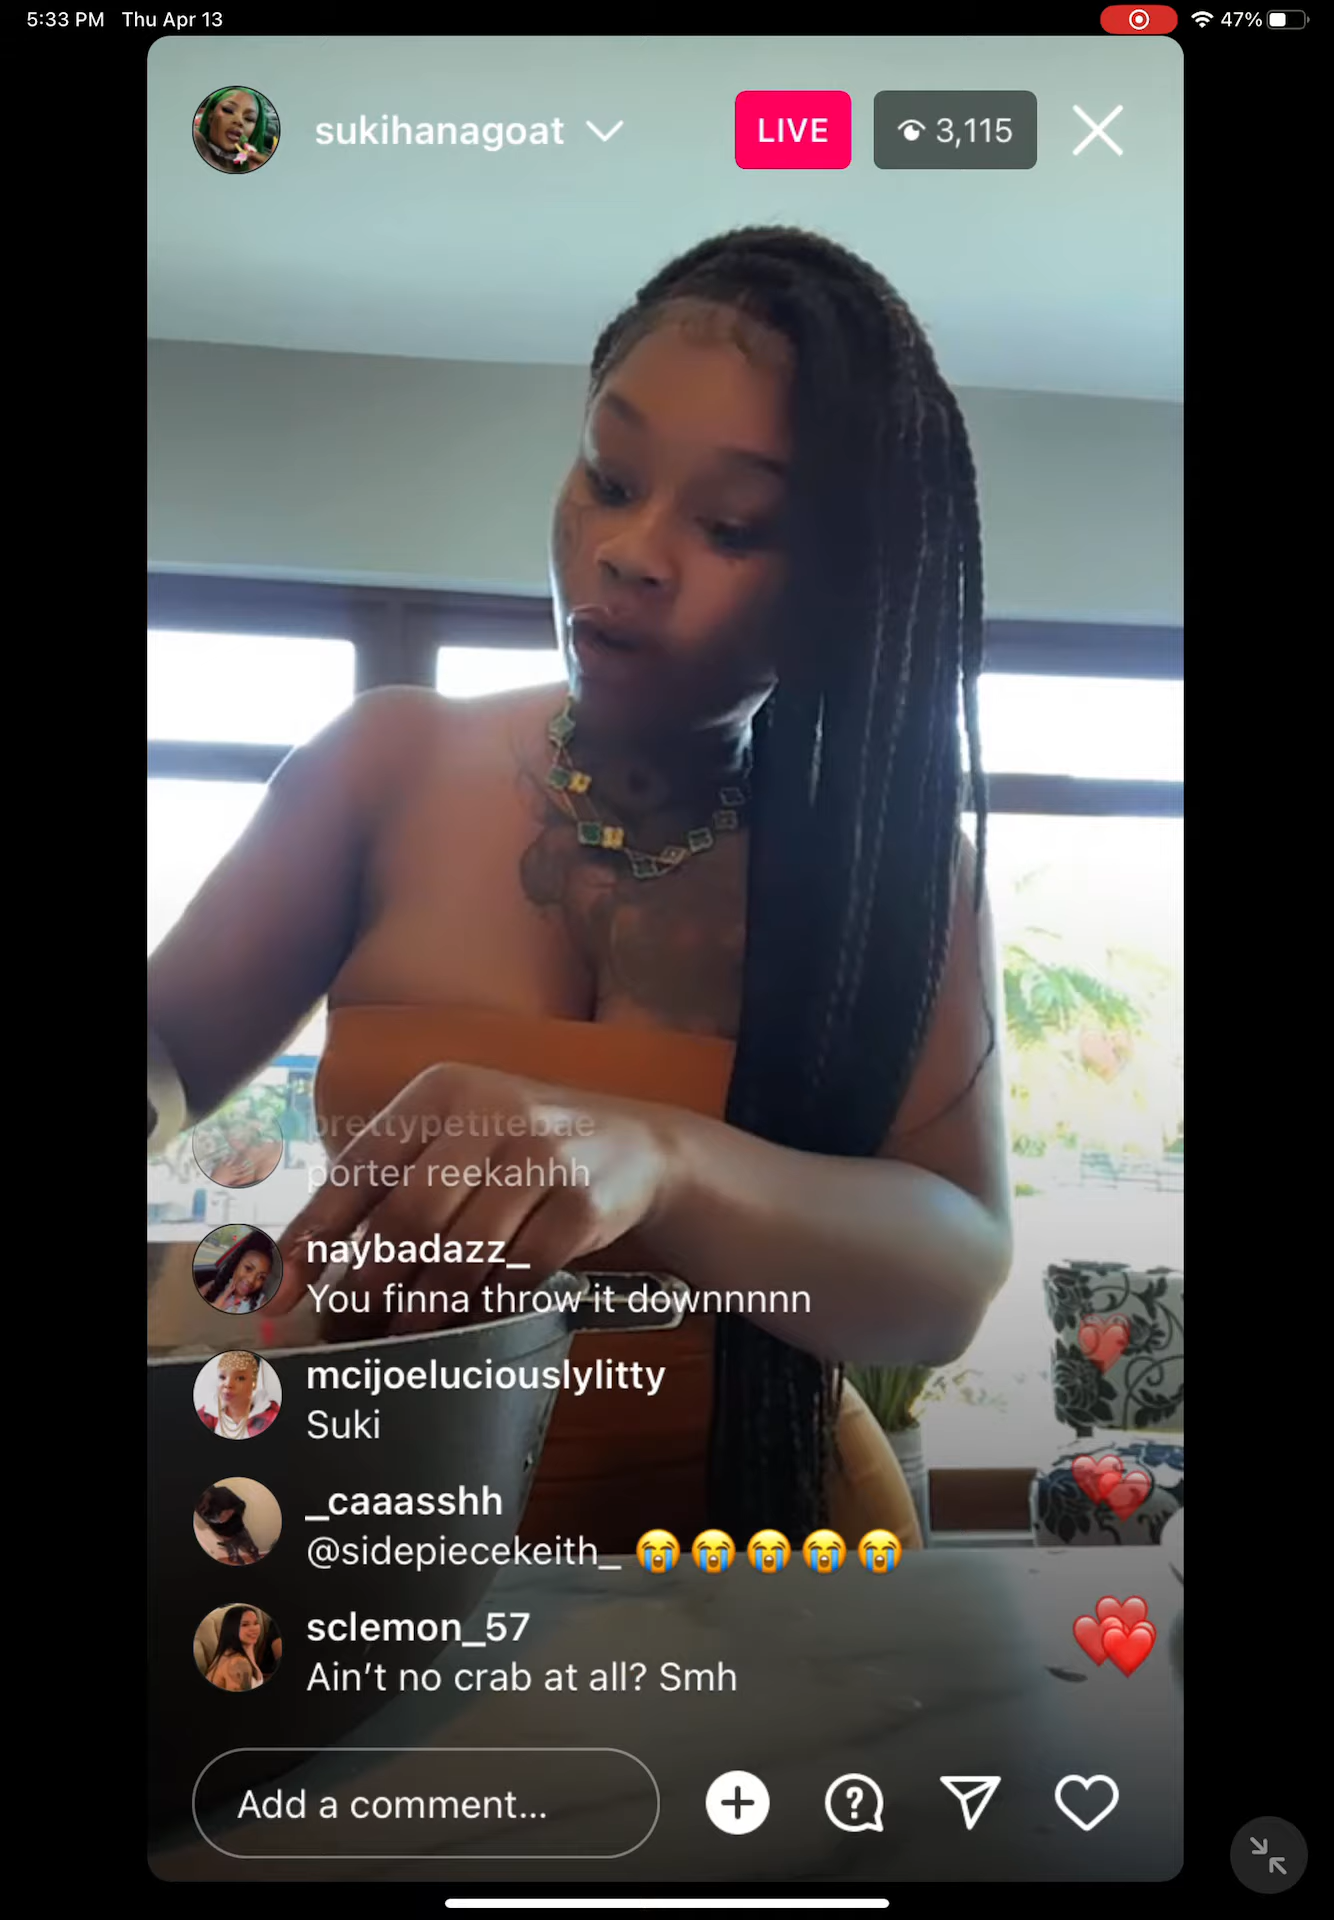 5:33 PM Thu Apr 13
47%
sukihanagoat
LIVE
3,115
prettypetitebae
porter reekahhh
naybadazz_
You finna throw it downnnnn
mcijoeluciouslylitty
Suki
_caaasshh
@sidepiecekeith_ 😭😭😭😭😭
sclemon_57
Ain’t no crab at all? Smh
Add a comment...